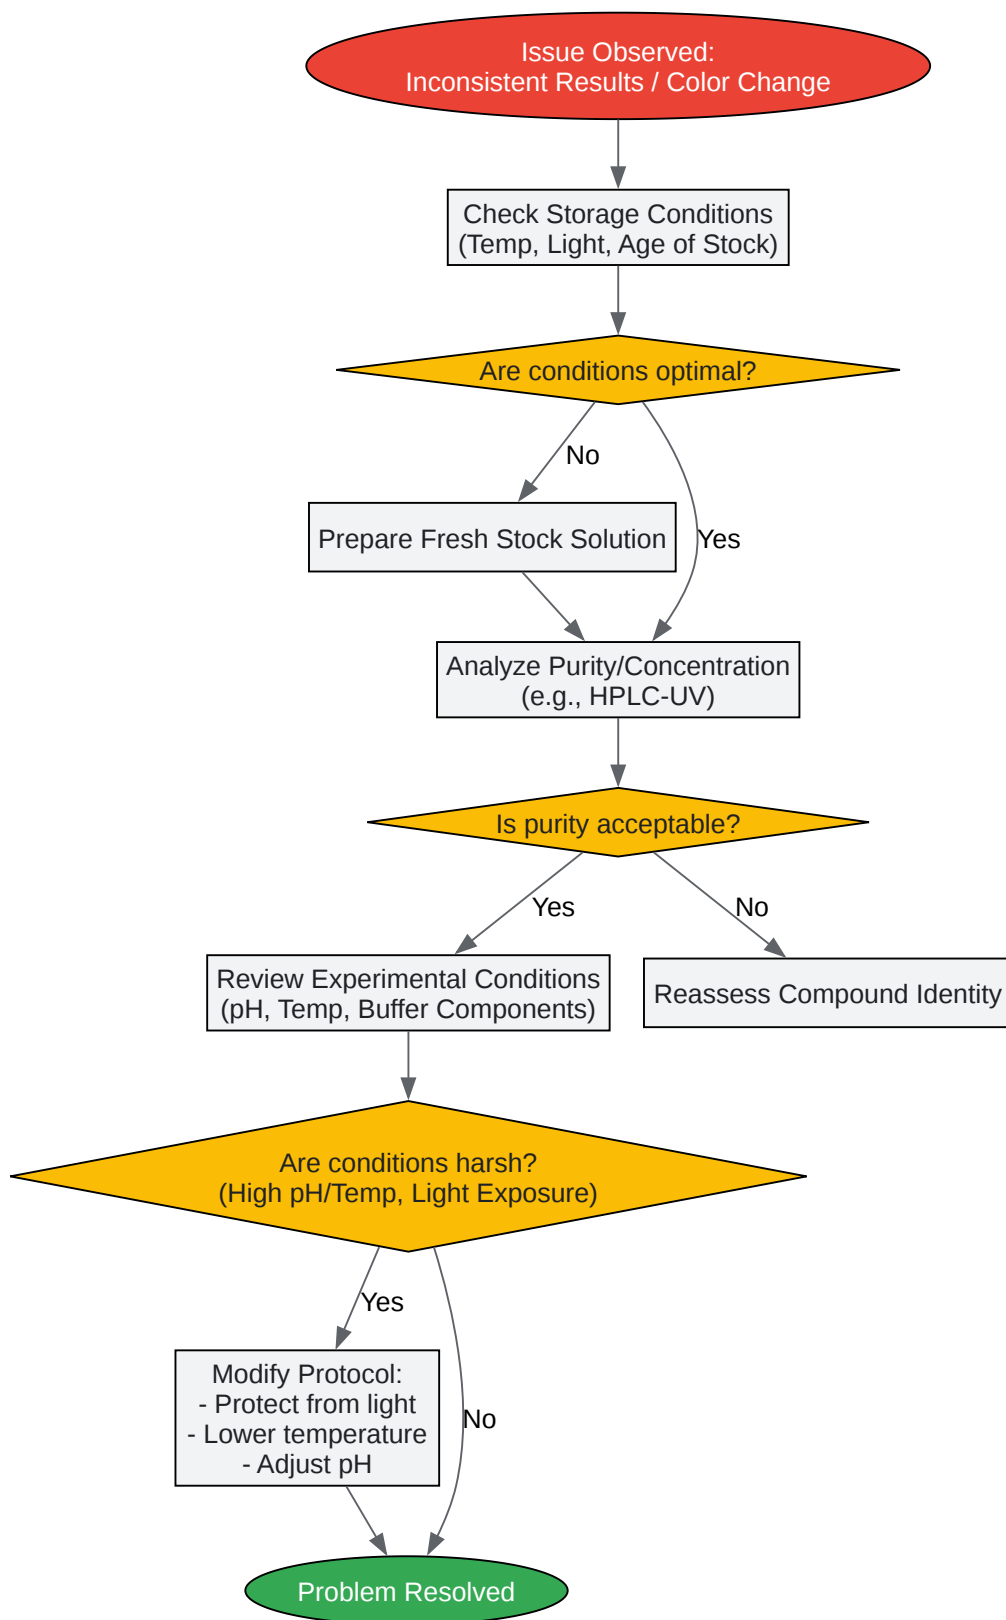 Issue Observed:
Inconsistent Results / Color Change
Check Storage Conditions
(Temp, Light, Age of Stock)
Are conditions optimal?
No
Prepare Fresh Stock Solution
Yes
Analyze Purity/Concentration
(e.g., HPLC-UV)
Is purity acceptable?
Yes
No
Review Experimental Conditions
(pH, Temp, Buffer Components)
Reassess Compound Identity
Are conditions harsh?
(High pH/Temp, Light Exposure)
Yes
Modify Protocol:
- Protect from light
- Lower temperature
- Adjust pH
No
Problem Resolved